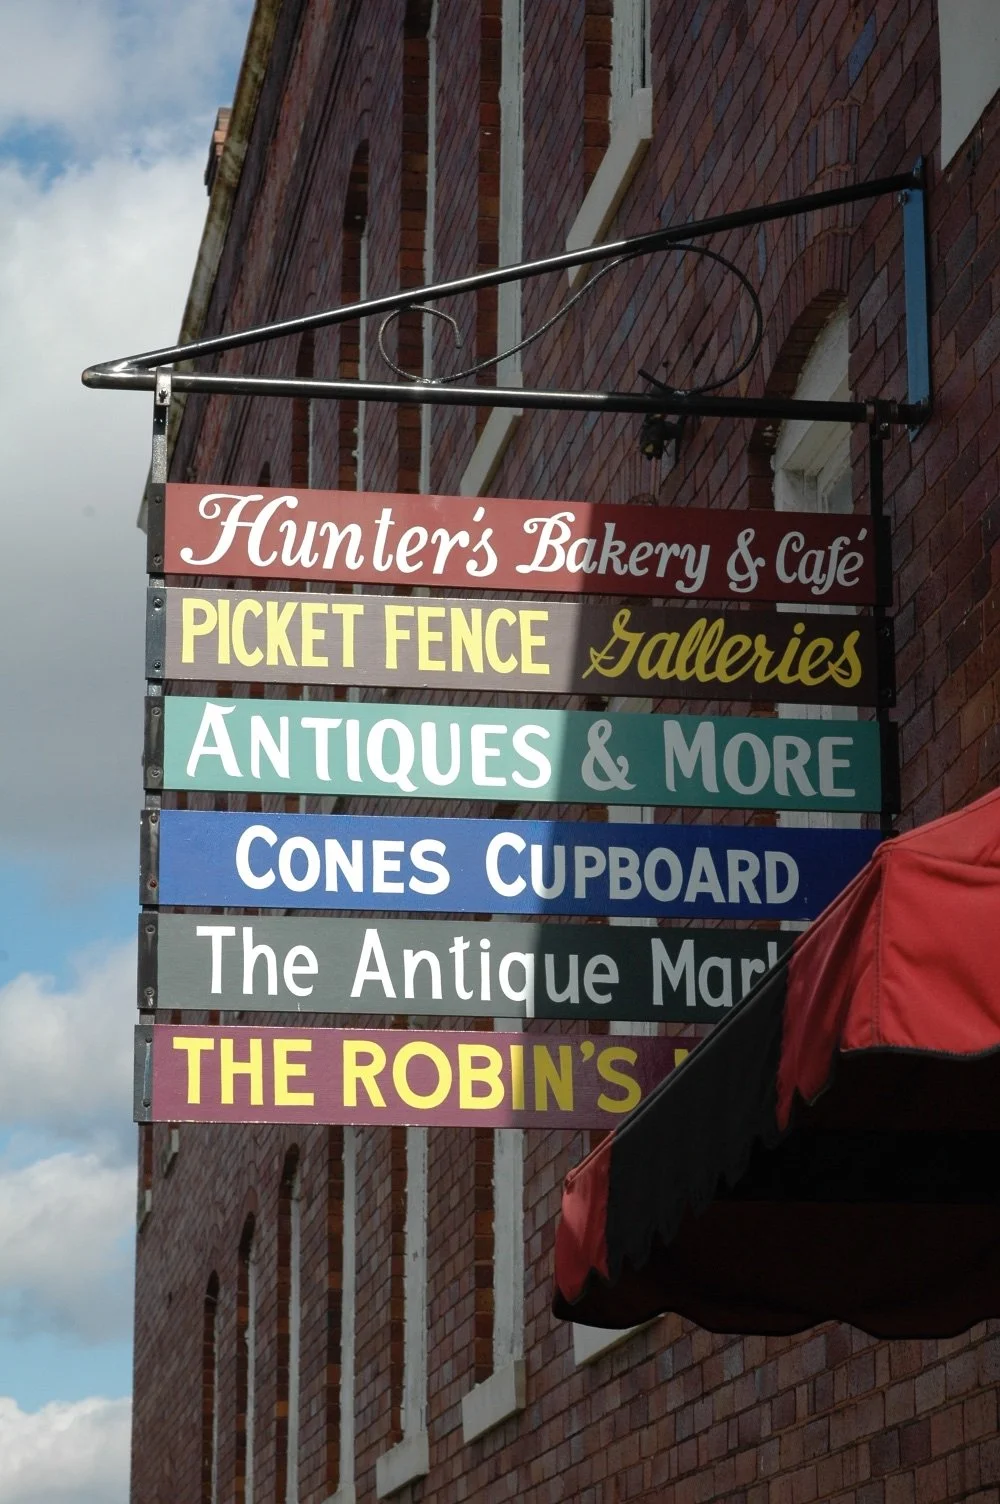 Hunter's Bakery & Café
PICKET FENCE Galleries
ANTIQUES & MORE
CONES CUPBOARD
The Antique
THE ROBIN'S